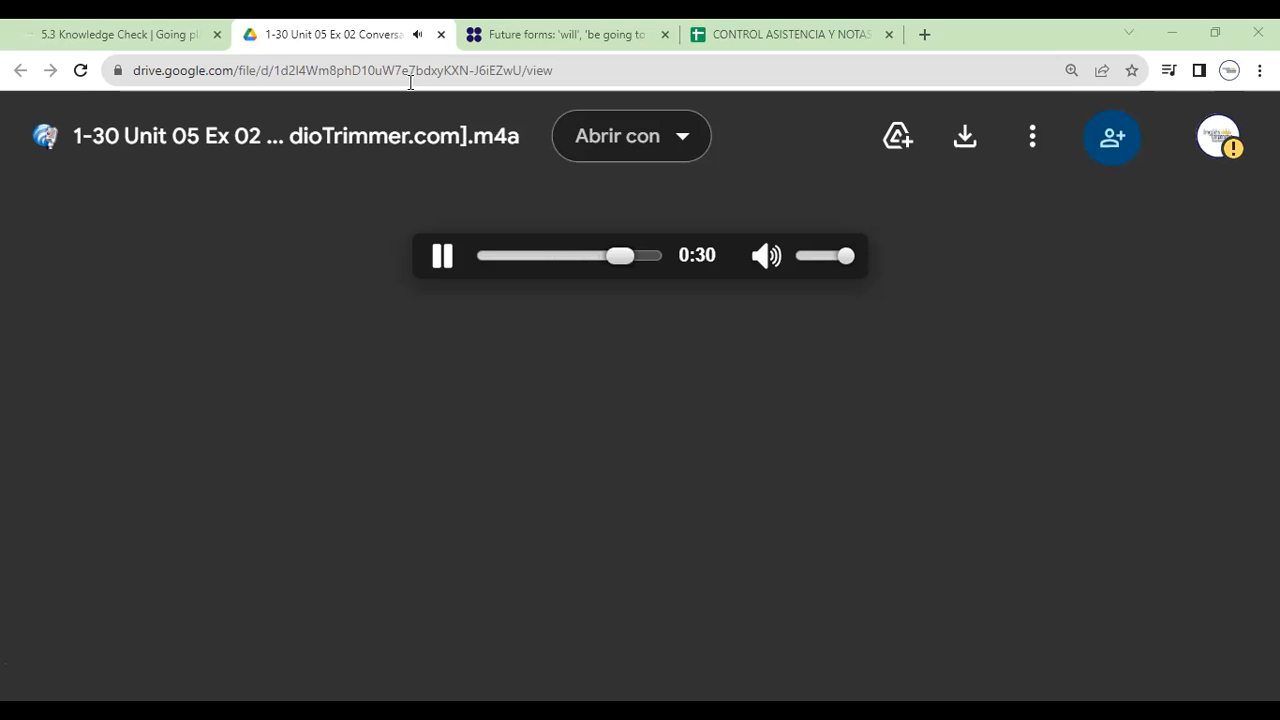 5.3 Knowledge Check | Going pl
1-30 Unit 05 Ex 02 Conversa
Future forms: 'will', 'be going to
CONTROL ASISTENCIA Y NOTAS
drive.google.com/file/d/1d2I4Wm8phD10uW7e7bdxyKXN-J6iEZwU/view
1-30 Unit 05 Ex 02 ... dioTrimmer.com].m4a
Abrir con
0:30